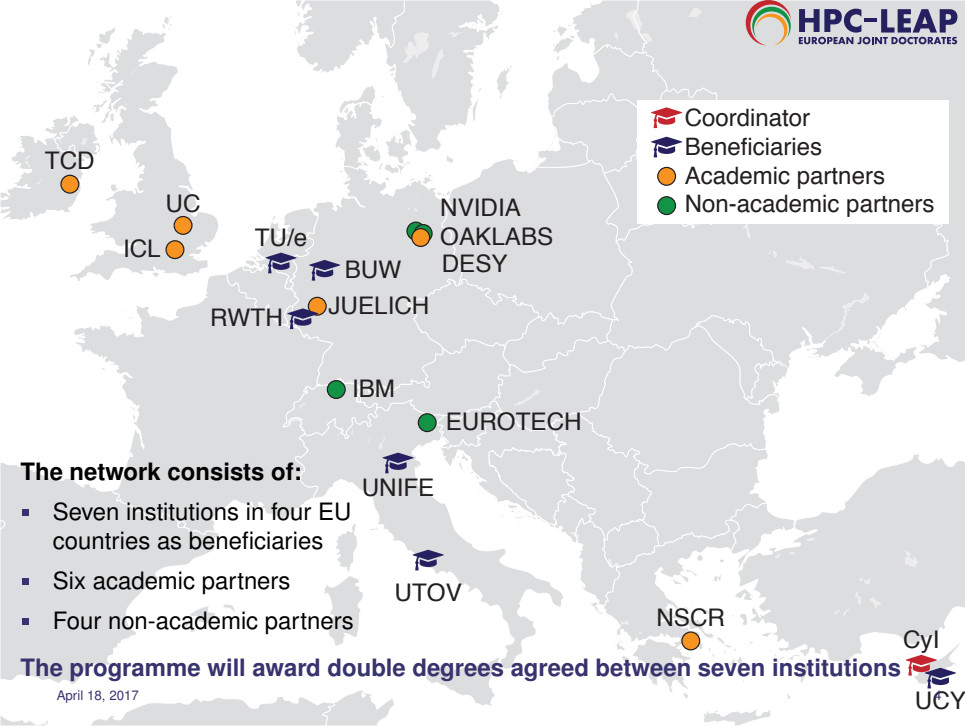 HPC-LEAP
EUROPEAN JOINT DOCTORATES
Coordinator
Beneficiaries
Academic partners
Non-academic partners
TCD
UC
ICL
TU/e
NVIDIA
OAKLABS
DESY
BUW
JUELICH
RWTH
IBM
EUROTECH
UNIFE
UTOV
NSCR
CyI
UCY
The network consists of:
▪ Seven institutions in four EU
countries as beneficiaries
▪ Six academic partners
▪ Four non-academic partners
The programme will award double degrees agreed between seven institutions
April 18, 2017